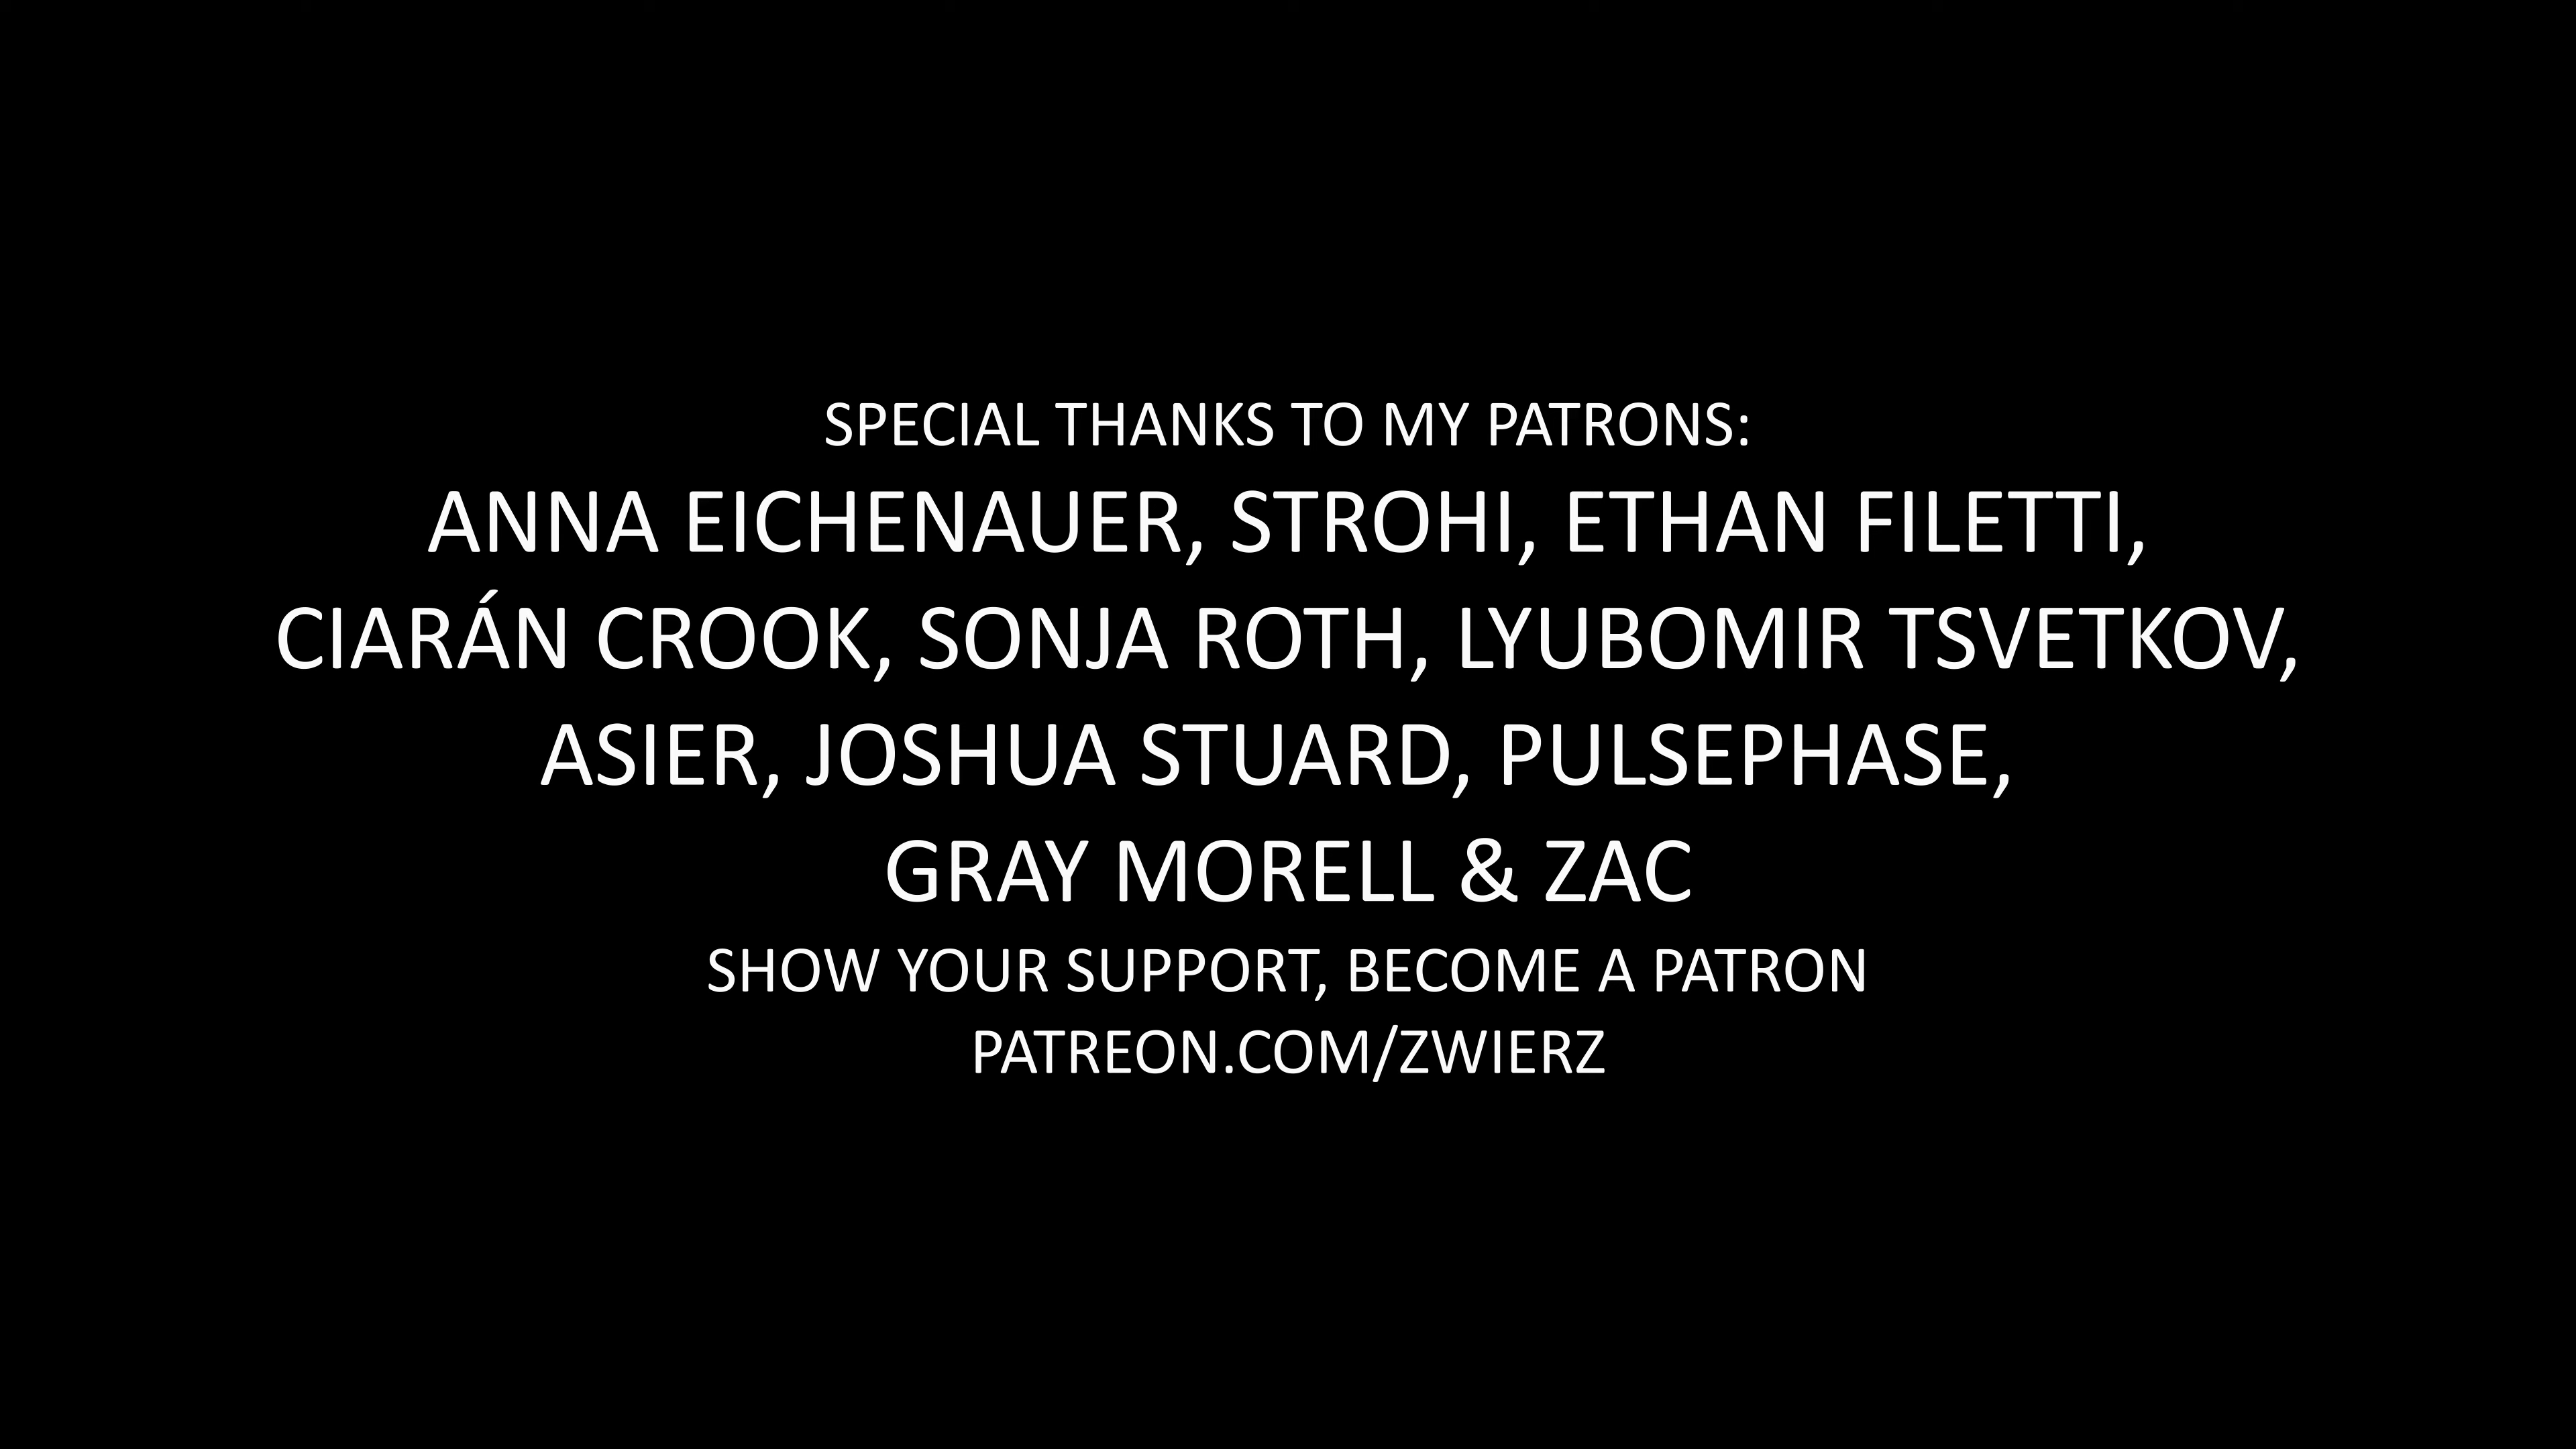 SPECIAL THANKS TO MY PATRONS:
ANNA EICHENAUER, STROHI, ETHAN FILETTI,
CIARÁN CROOK, SONJA ROTH, LYUBOMIR TSVETKOV,
ASIER, JOSHUA STUARD, PULSEPHASE,
GRAY MORELL & ZAC
SHOW YOUR SUPPORT, BECOME A PATRON
PATREON.COM/ZWIERZ